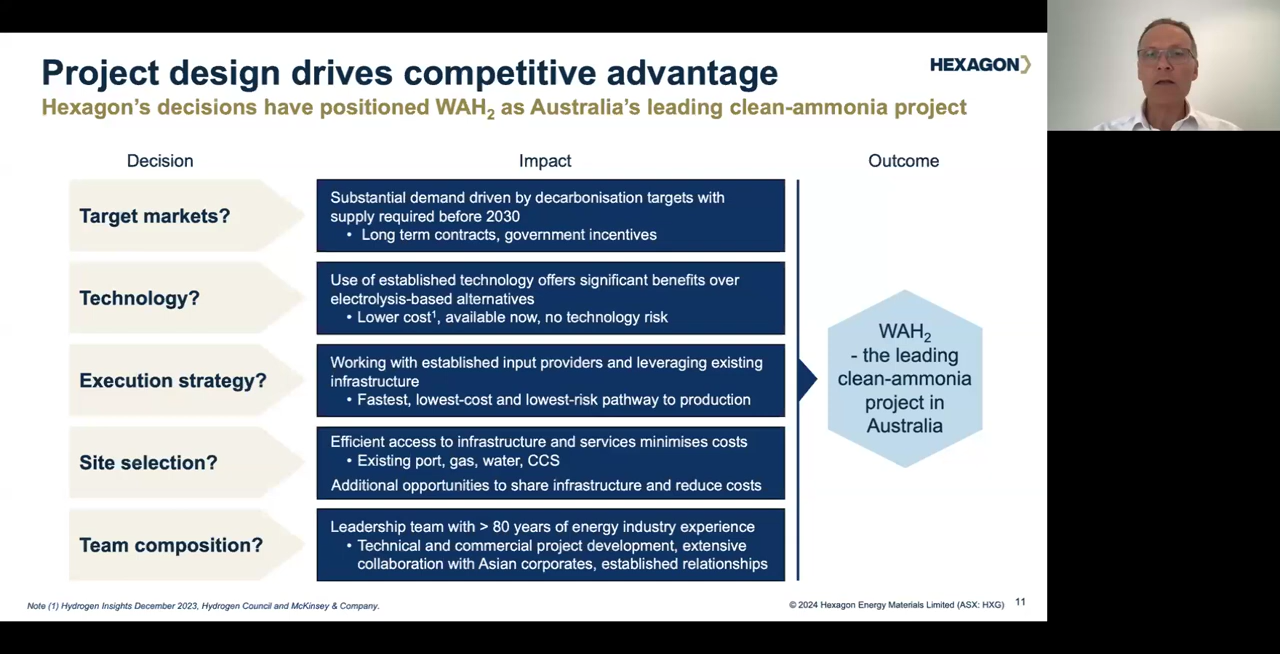 Project design drives competitive advantage
HEXAGON
Hexagon's decisions have positioned WAH₂ as Australia's leading clean-ammonia project
Decision
Impact
Outcome
Target markets?
Substantial demand driven by decarbonisation targets with
supply required before 2030
• Long term contracts, government incentives
Technology?
Use of established technology offers significant benefits over
electrolysis-based alternatives
• Lower cost¹, available now, no technology risk
Execution strategy?
Working with established input providers and leveraging existing
infrastructure
• Fastest, lowest-cost and lowest-risk pathway to production
Site selection?
Efficient access to infrastructure and services minimises costs
• Existing port, gas, water, CCS
Additional opportunities to share infrastructure and reduce costs
Team composition?
Leadership team with > 80 years of energy industry experience
• Technical and commercial project development, extensive
collaboration with Asian corporates, established relationships
WAH₂
- the leading
clean-ammonia
project in
Australia
Note (1) Hydrogen Insights December 2023, Hydrogen Council and McKinsey & Company.
© 2024 Hexagon Energy Materials Limited (ASX: HXG)
11